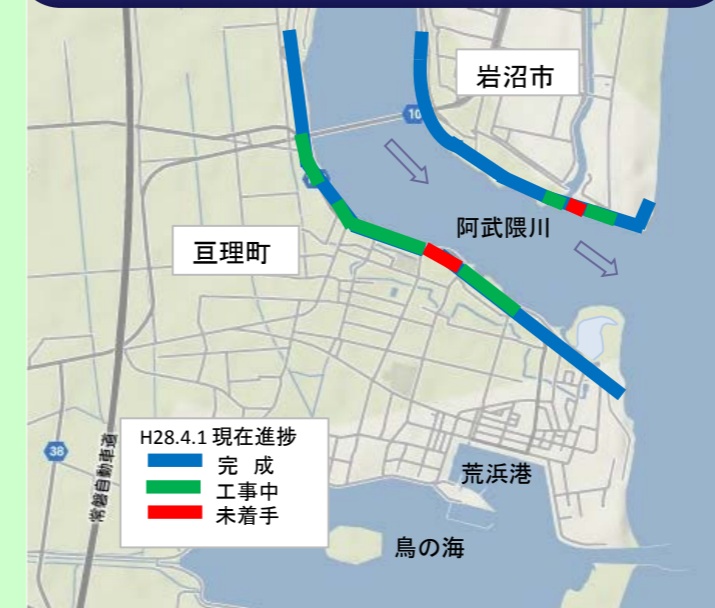 岩沼市
10
阿武隈川
亘理町
H28.4.1 現在進捗
完 成
工事中
未着手
38
常磐自動車道
荒浜港
鳥の海